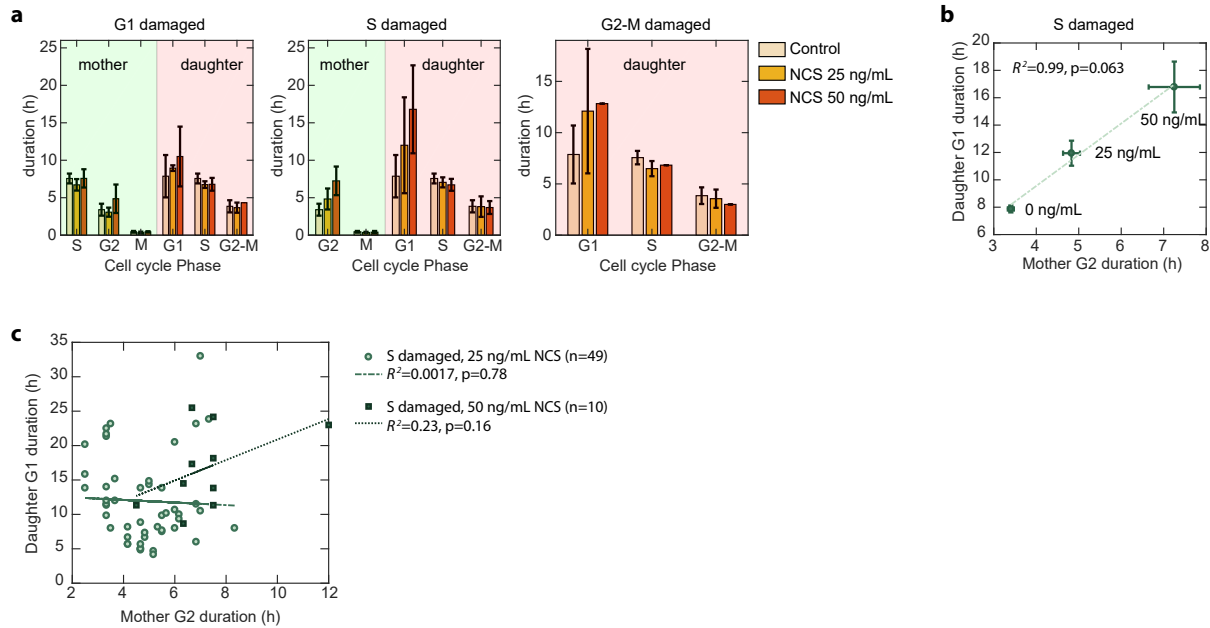 a
G1 damaged
S damaged
G2-M damaged
b
S damaged
25
20
15
10
5
0
duration (h)
mother
daughter
S
G2
M
G1
S
G2-M
Cell cycle Phase
25
20
15
10
5
0
duration (h)
mother
daughter
G2
M
G1
S
G2-M
Cell cycle Phase
15
10
5
0
duration (h)
daughter
G1
S
G2-M
Cell cycle Phase
Control
NCS 25 ng/mL
NCS 50 ng/mL
20
18
16
14
12
10
8
6
Daughter G1 duration (h)
R²=0.99, p=0.063
50 ng/mL
25 ng/mL
0 ng/mL
3
4
5
6
7
8
Mother G2 duration (h)
c
35
30
25
20
15
10
5
0
Daughter G1 duration (h)
2
4
6
8
10
12
Mother G2 duration (h)
S damaged, 25 ng/mL NCS (n=49)
R²=0.0017, p=0.78
S damaged, 50 ng/mL NCS (n=10)
R²=0.23, p=0.16